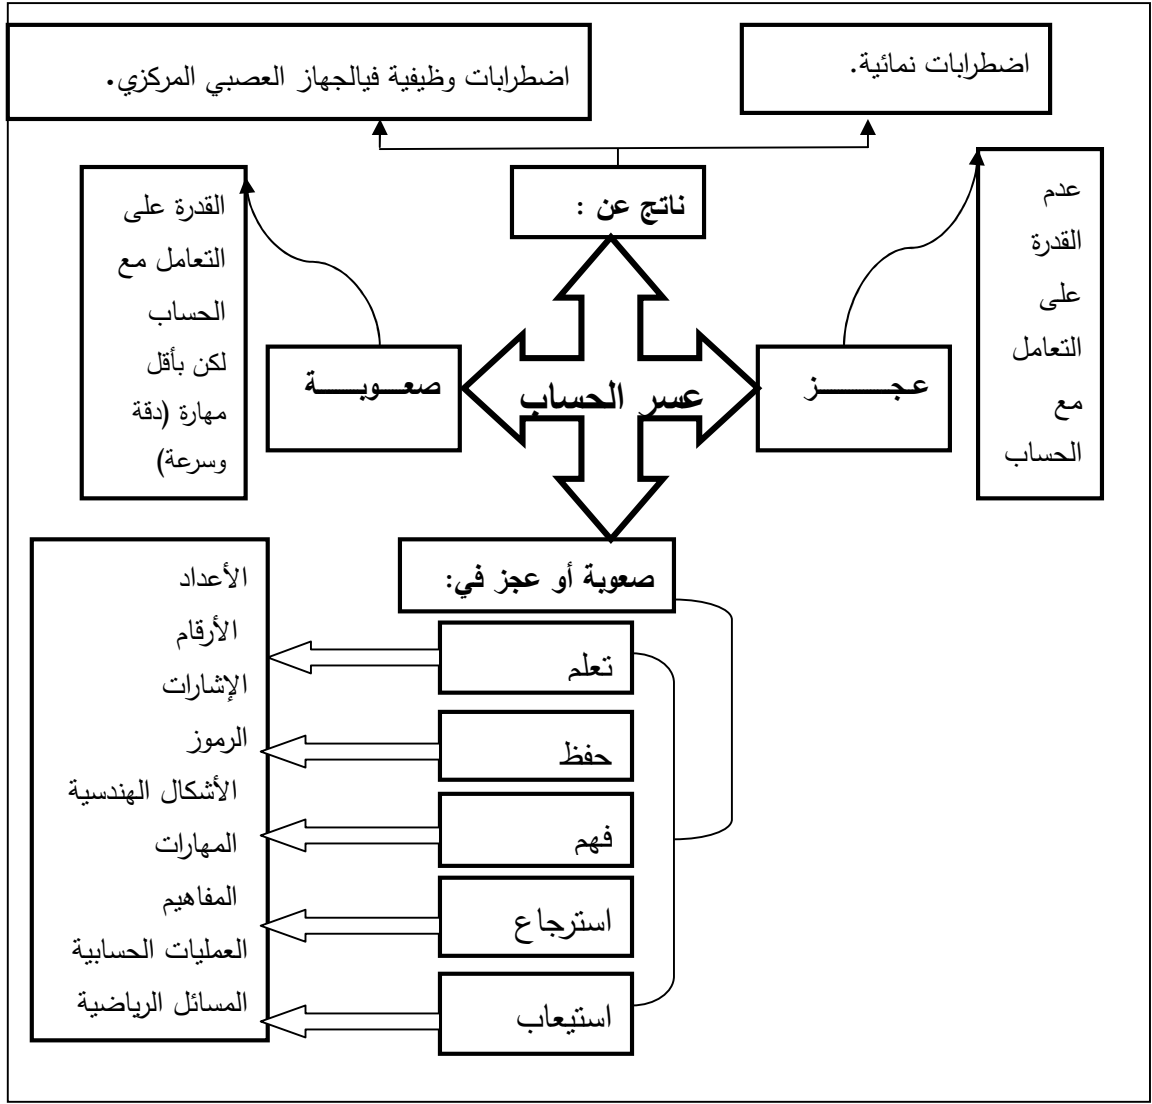 اضطرابات نمائية.
اضطرابات وظيفية فيالجهاز العصبي المركزي.
ناتج عن :
عدم
القدرة
على
التعامل
مع
الحساب
القدرة على
التعامل مع
الحساب
لكن بأقل
مهارة (دقة
وسرعة)
عـجـــــــــز
عسر الحساب
صعــوبـــــة
صعوبة أو عجز في:
تعلم
حفظ
فهم
استرجاع
استيعاب
الأعداد
الأرقام
الإشارات
الرموز
الأشكال الهندسية
المهارات
المفاهيم
العمليات الحسابية
المسائل الرياضية